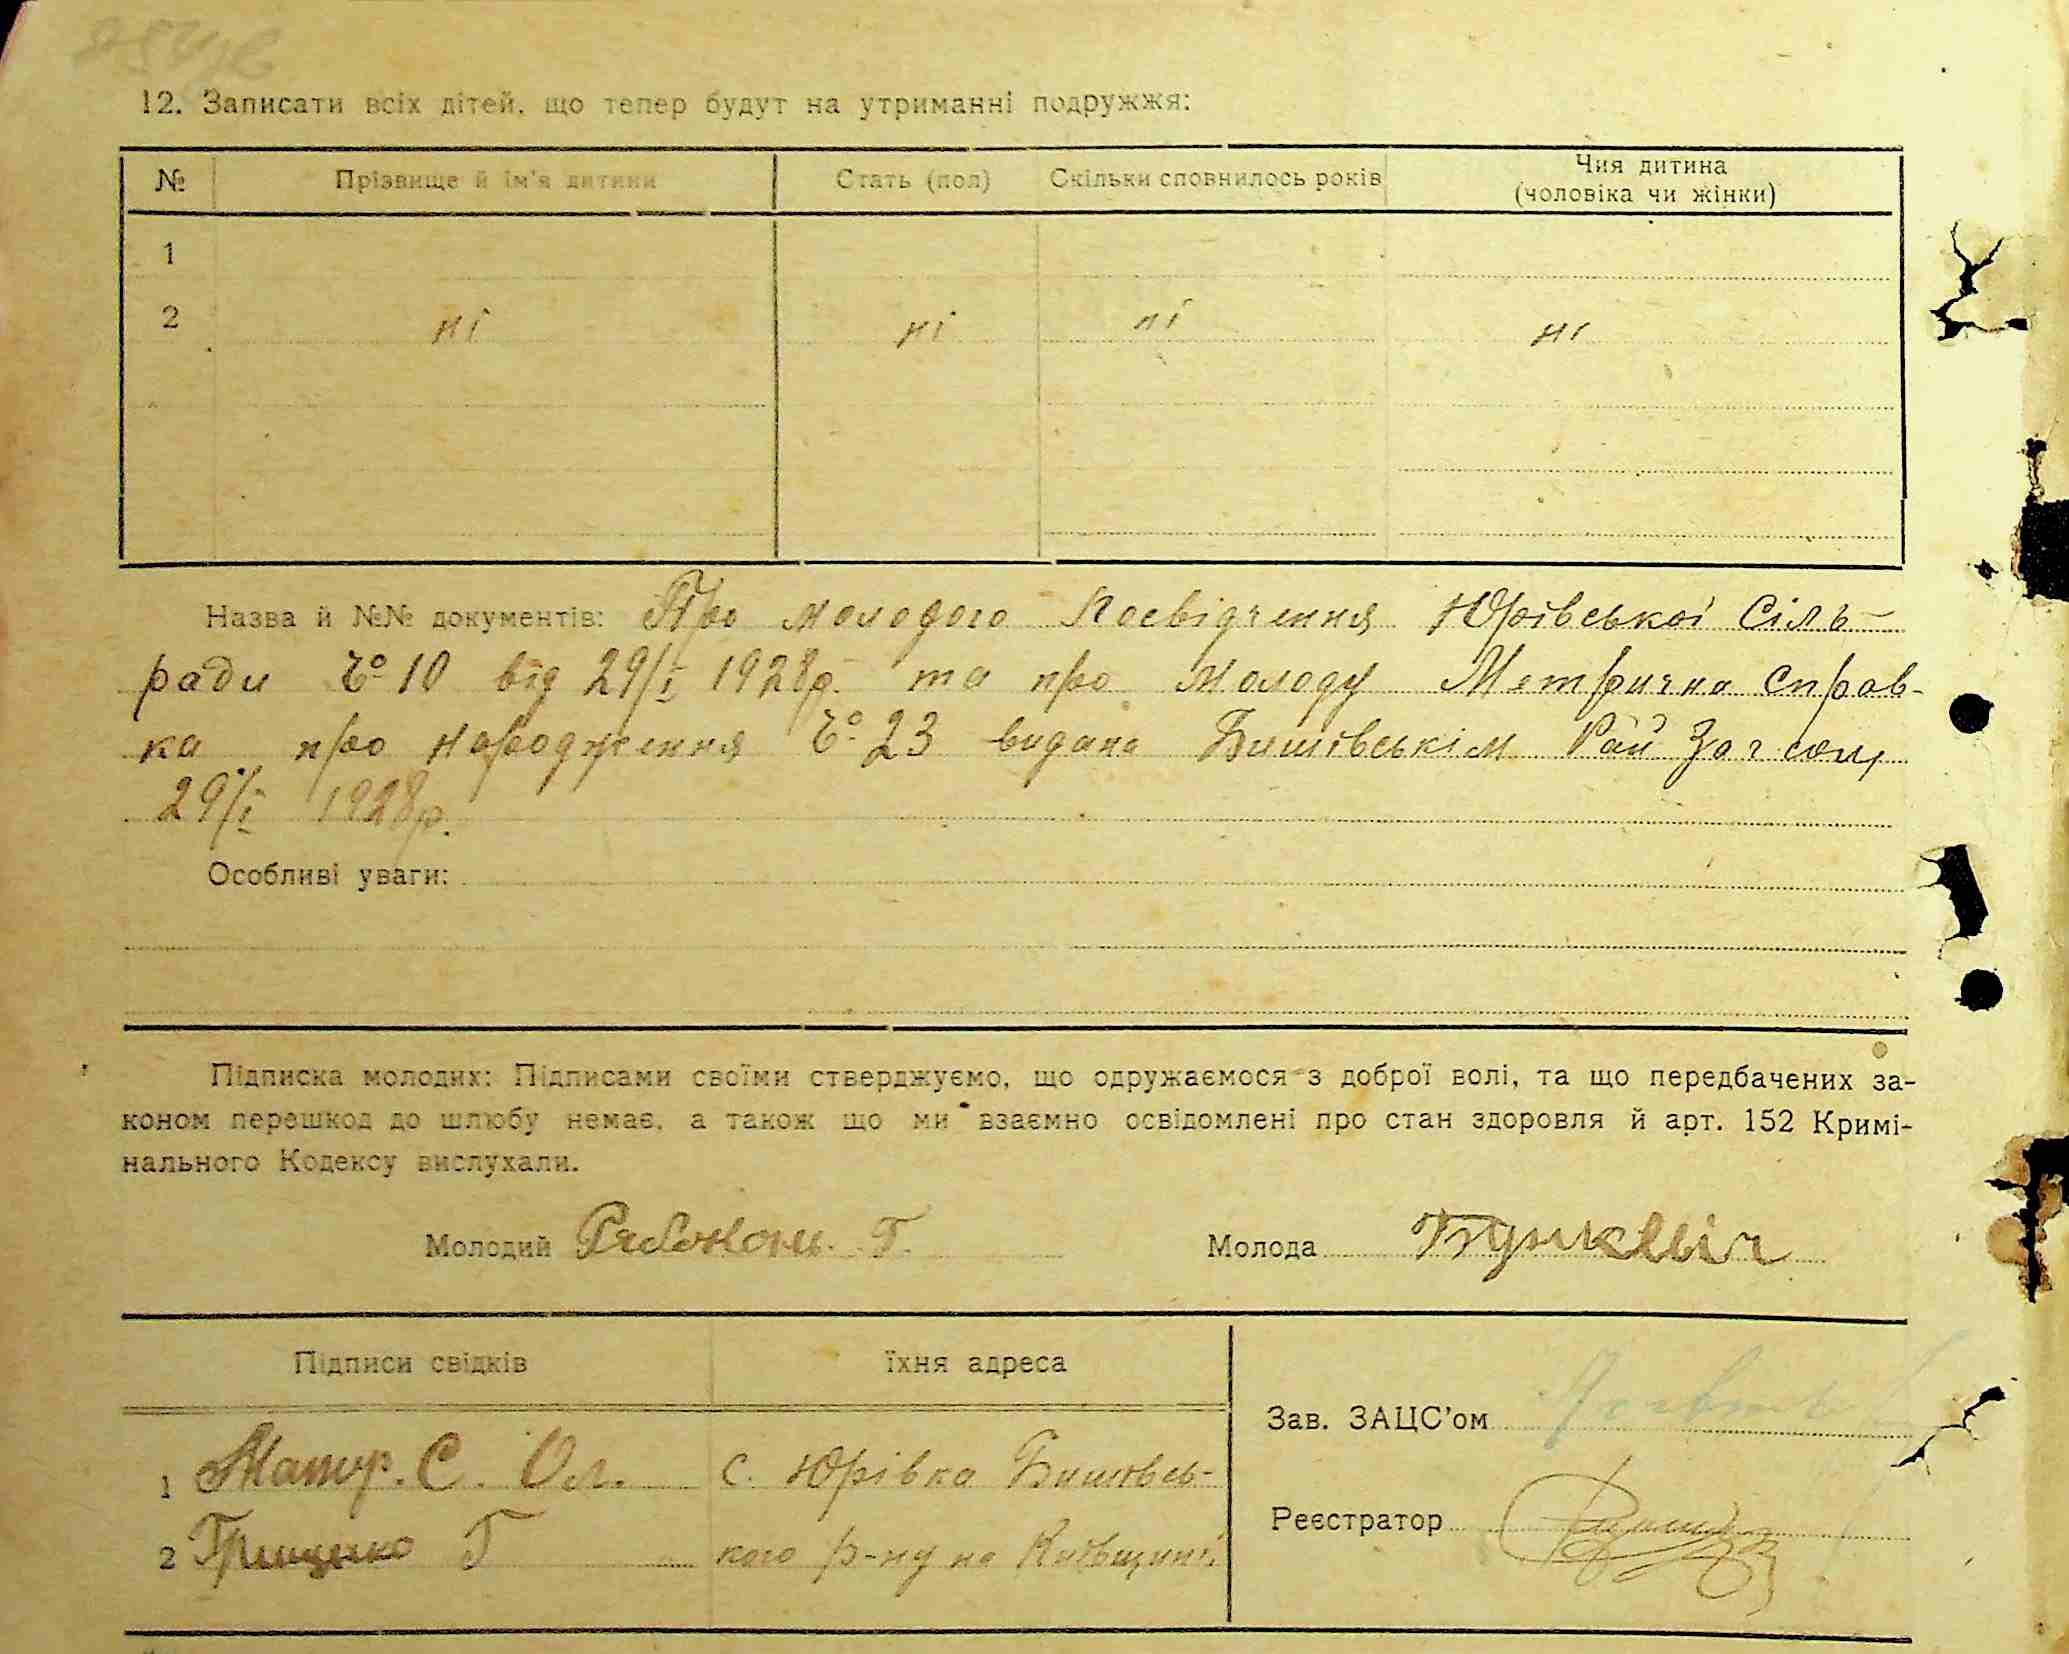 12. Записати всіх дітей, що тепер будут на утриманні подружжя:
№ Прізвище й ім'я дитини Стать (пол) Скільки сповнилось років Чия дитина
(чоловіка чи жінки)
1
2 ні ні ні ні
Назва й №№ документів: Про молодого Посвідчення Юрівської Сіль-
ради № 10 від 29/I 1928р. та про молоду Метрична справ-
ка про народження № 23 видана Бишівськім Рай Загсом
29/I 1928р.
Особливі уваги:
Підписка молодих: Підписами своїми стверджуємо, що одружаємося з доброї волі, та що передбачених за-
коном перешкод до шлюбу немає, а також що ми взаємно освідомлені про стан здоровля й арт. 152 Кримі-
нального Кодексу вислухали.
Молодий Рябоконь Г. Молода
Підписи свідків їхня адреса
Зав. ЗАЦС'ом
1 С. Ол. с. Юрівка Бишівсь-
Реєстратор
2 Грищенко Г кого р-ну на Київщині